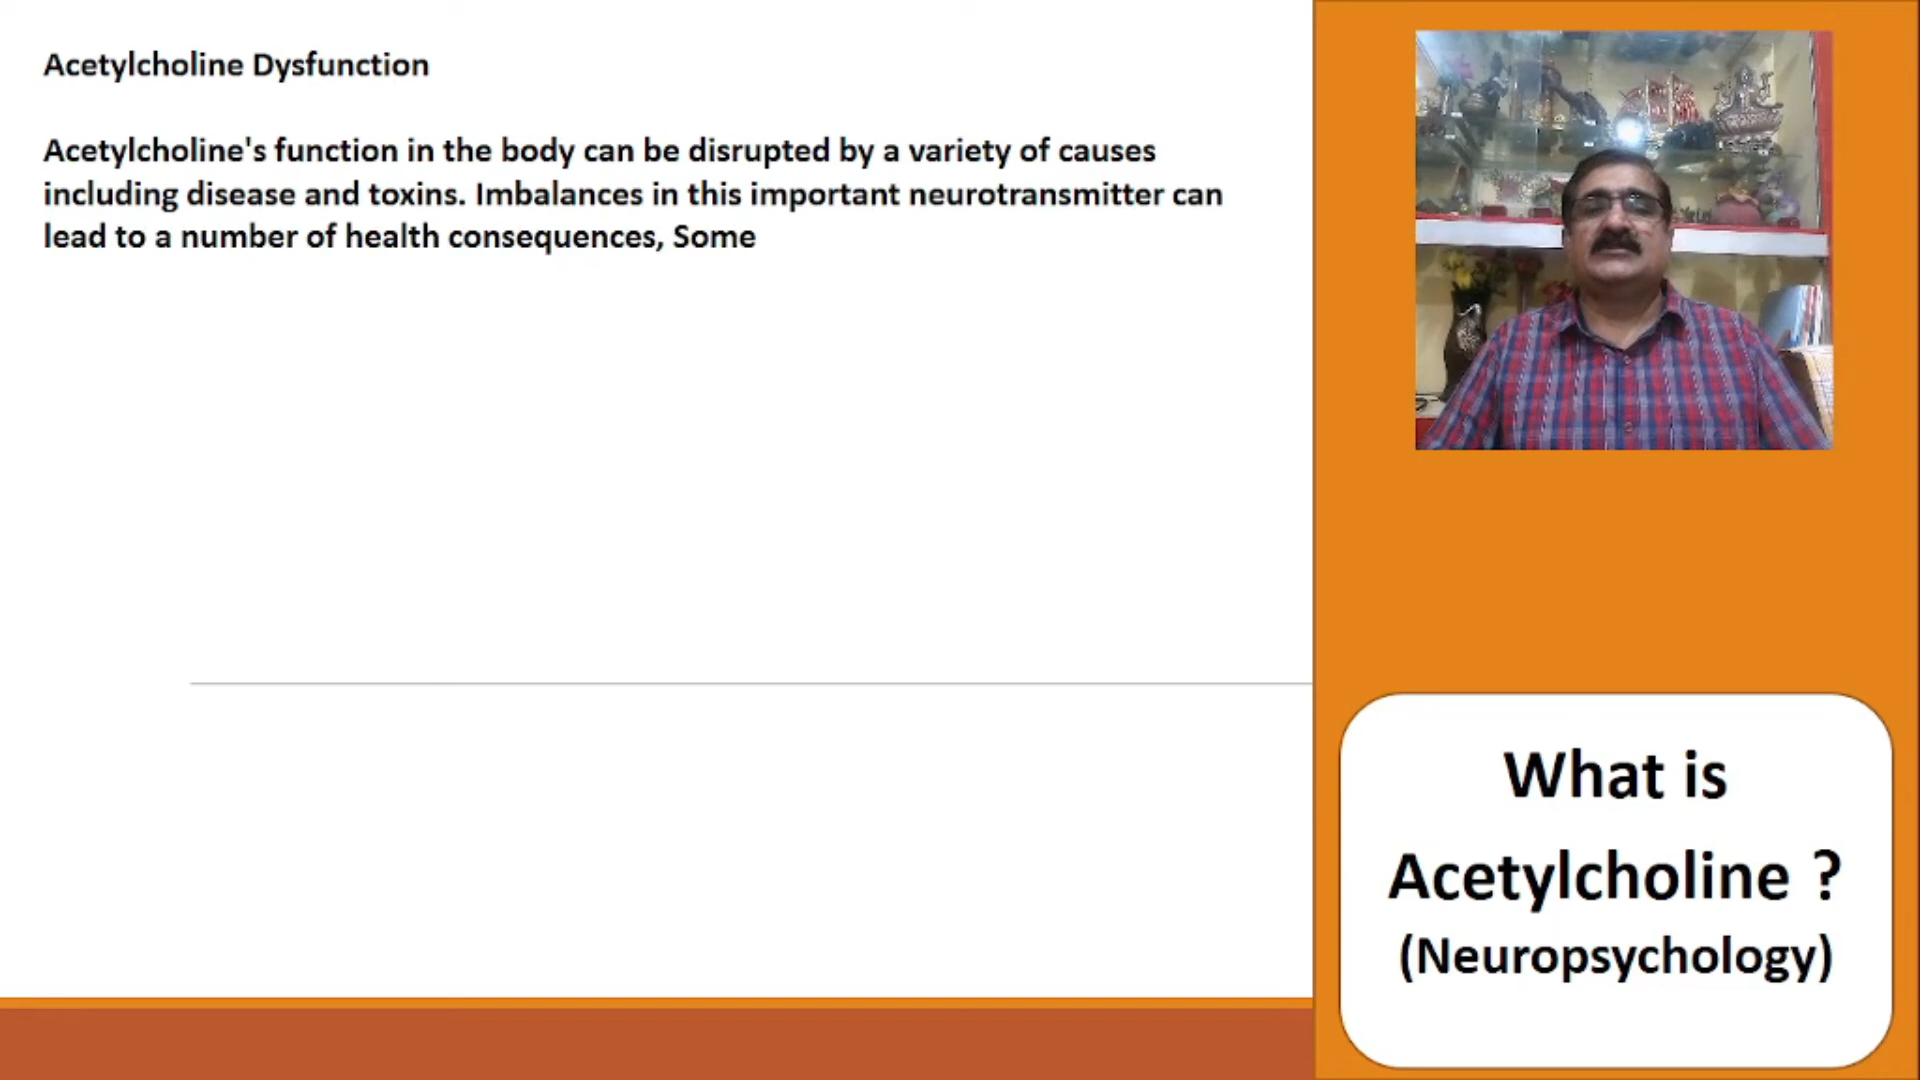 Acetylcholine Dysfunction
Acetylcholine's function in the body can be disrupted by a variety of causes
including disease and toxins. Imbalances in this important neurotransmitter can
lead to a number of health consequences, Some
What is
Acetylcholine ?
(Neuropsychology)